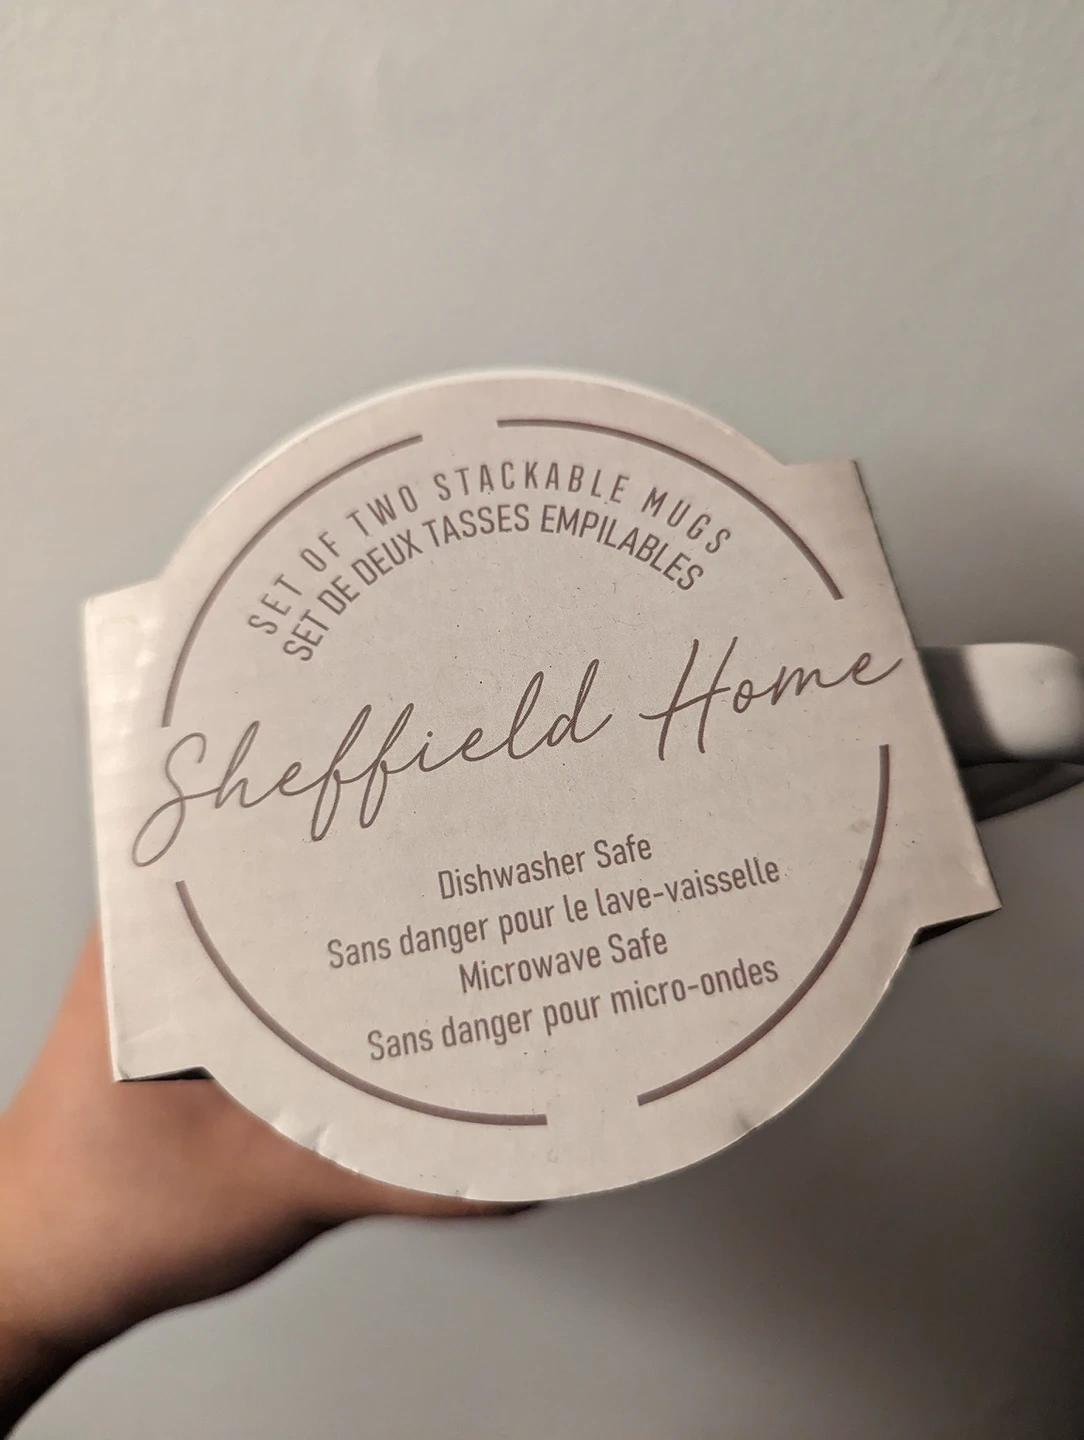 SET OF TWO STACKABLE MUGS
SET DE DEUX TASSES EMPILABLES
Sheffield Home
Dishwasher Safe
Sans danger pour le lave-vaisselle
Microwave Safe
Sans danger pour micro-ondes